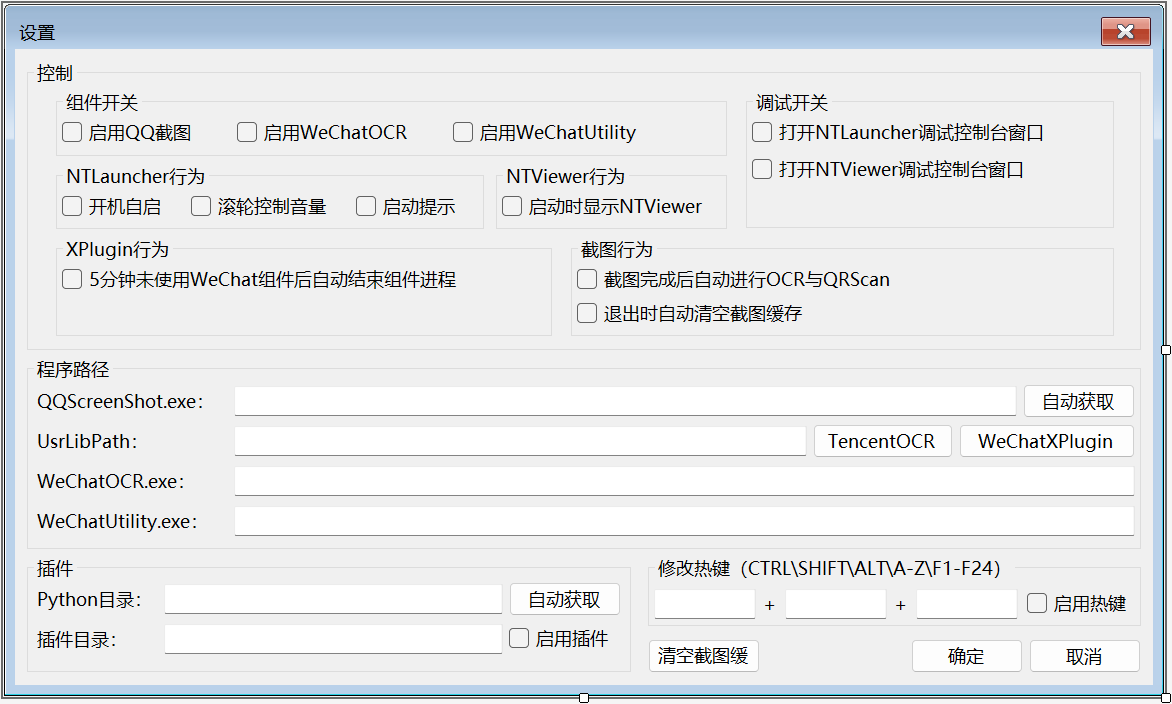 设置
控制
组件开关
启用QQ截图 启用WeChatOCR 启用WeChatUtility
调试开关
打开NTLauncher调试控制台窗口
打开NTViewer调试控制台窗口
NTLauncher行为
开机自启 滚轮控制音量 启动提示
NTViewer行为
启动时显示NTViewer
XPlugin行为
5分钟未使用WeChat组件后自动结束组件进程
截图行为
截图完成后自动进行OCR与QRScan
退出时自动清空截图缓存
程序路径
QQScreenShot.exe: 自动获取
UsrLibPath: TencentOCR WeChatXPlugin
WeChatOCR.exe:
WeChatUtility.exe:
插件
Python目录: 自动获取
插件目录: 启用插件
修改热键（CTRL\SHIFT\ALT\A-Z\F1-F24）
+ + 启用热键
清空截图缓 确定 取消